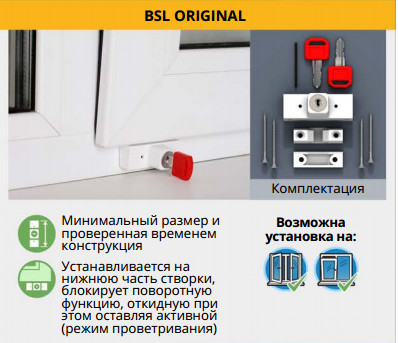 BSL ORIGINAL
Комплектация
Минимальный размер и
проверенная временем
конструкция
Устанавливается на
нижнюю часть створки,
блокирует поворотную
функцию, откидную при
этом оставляя активной
(режим проветривания)
Возможна
установка на: